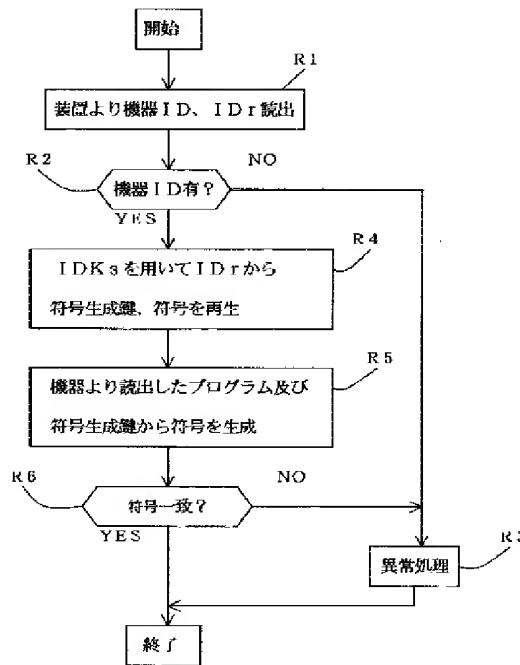 開始
R1
装置より機器ID、IDr読出
NO
R2
機器ID有?
YES
R4
IDKsを用いてIDrから
符号生成鍵、符号を再生
R5
機器より読出したプログラム及び
符号生成鍵から符号を生成
R6
NO
符号一致?
YES
R3
異常処理
終了